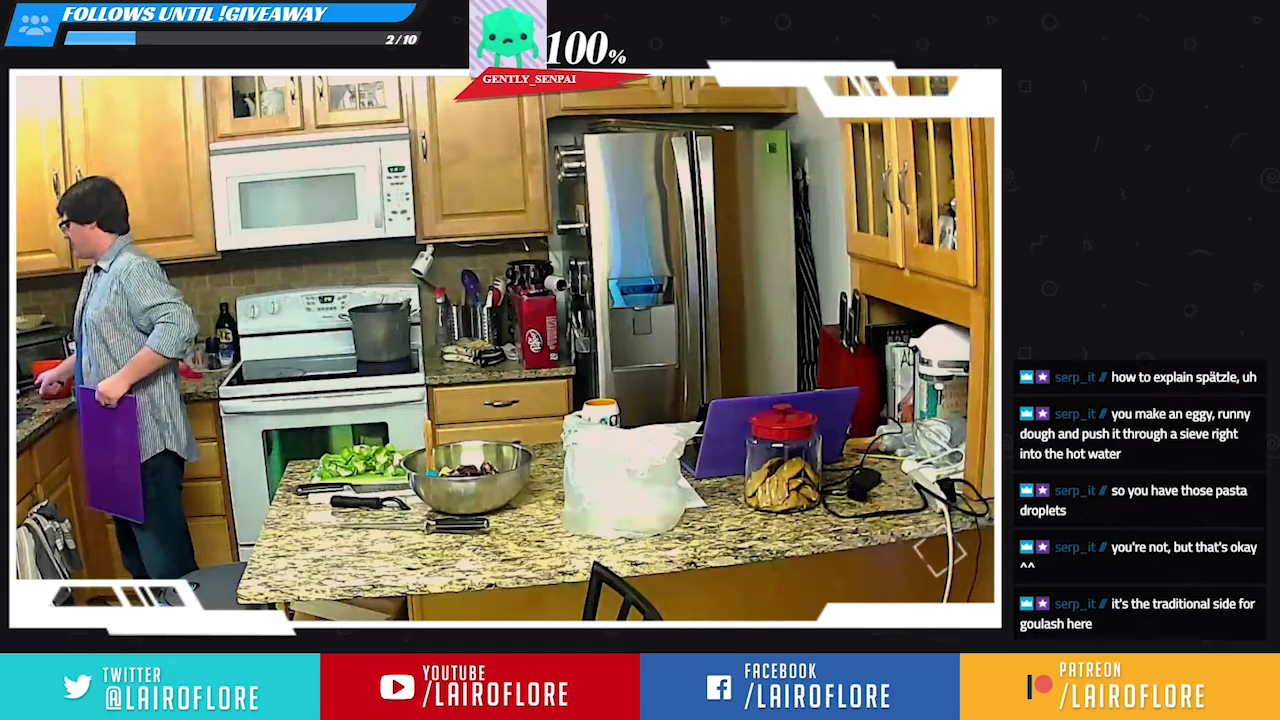 FOLLOWS UNTIL !GIVEAWAY
2/10
100%
GENTLY_SENPAI
serp_it // how to explain spätzle, uh
serp_it // you make an eggy, runny
dough and push it through a sieve right
into the hot water
serp_it // so you have those pasta
droplets
serp_it // you're not, but that's okay
^^
serp_it // it's the traditional side for
goulash here
TWITTER
@LAIROFLORE
YOUTUBE
/LAIROFLORE
FACEBOOK
/LAIROFLORE
PATREON
/LAIROFLORE